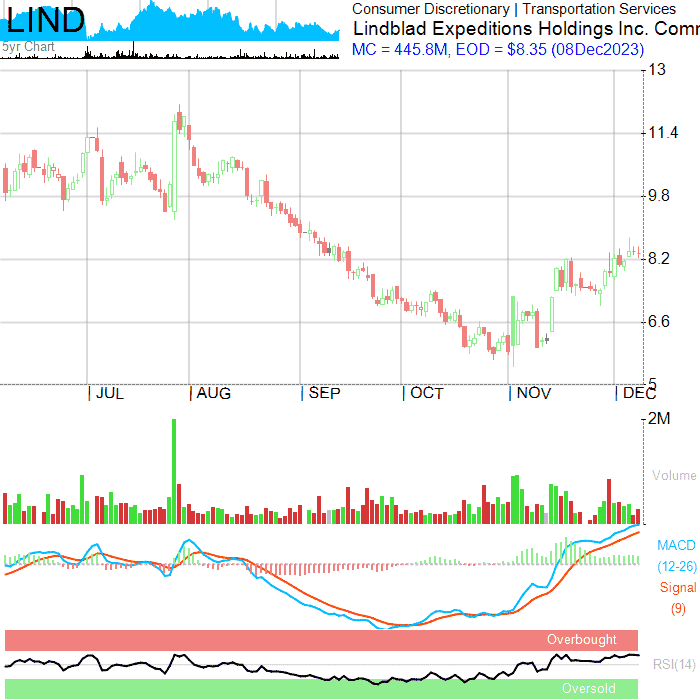 LIND
5yr Chart
Consumer Discretionary | Transportation Services
Lindblad Expeditions Holdings Inc. Comm
MC = 445.8M, EOD = $8.35 (08Dec2023)
13
11.4
9.8
8.2
6.6
5
JUL AUG SEP OCT NOV DEC
2M
Volume
MACD
(12-26)
Signal
(9)
Overbought
RSI(14)
Oversold